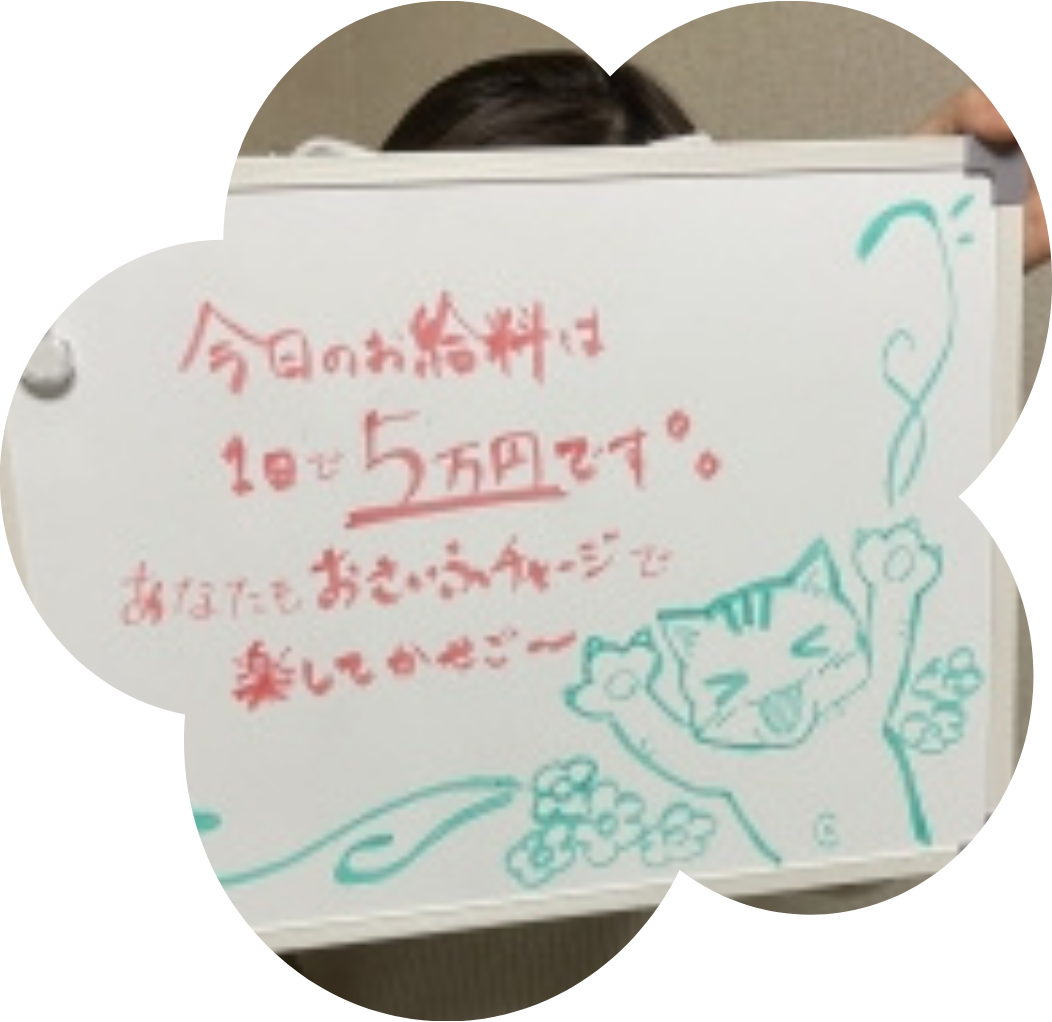 今日のお給料は
1日で5万円です。
あなたもおさいふチャージで
楽してかせご〜